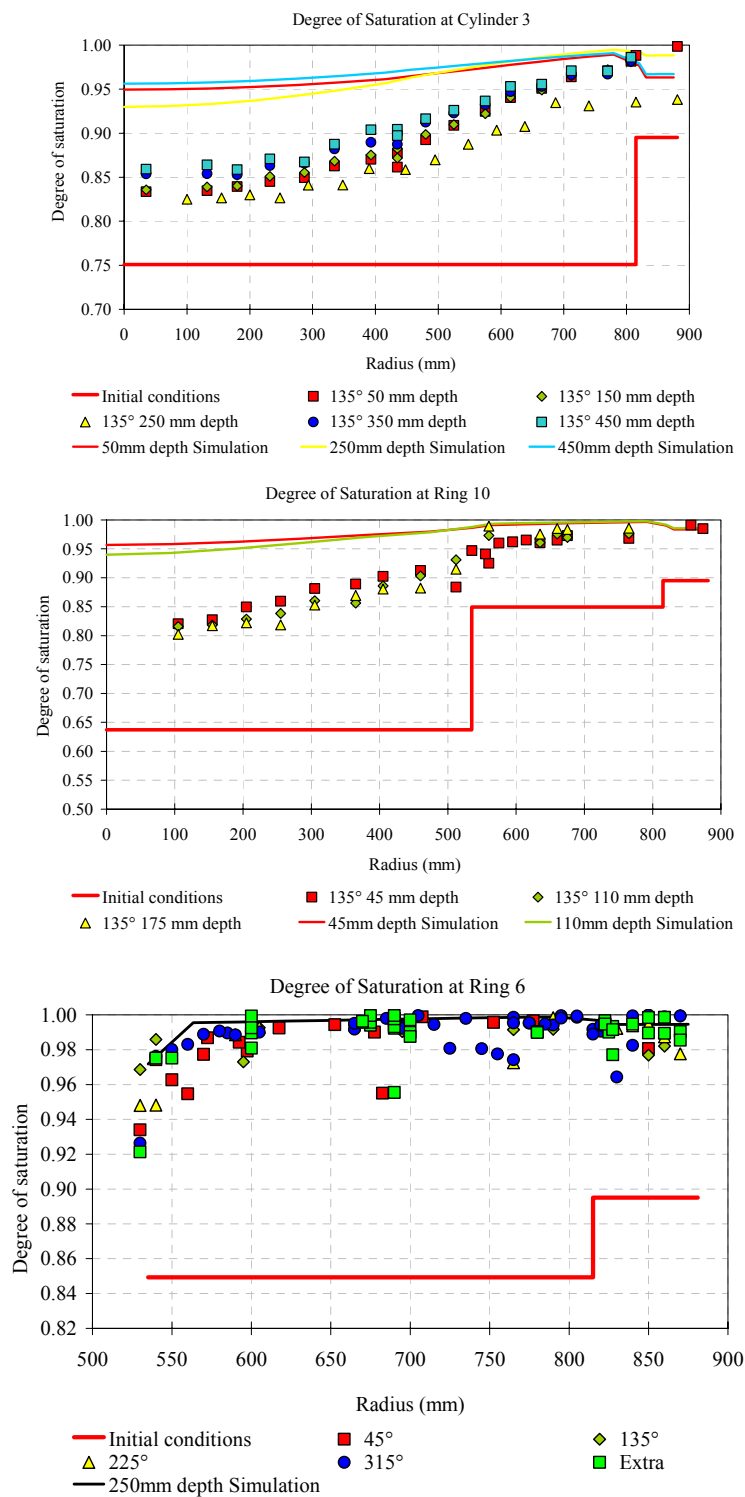 Degree of Saturation at Cylinder 3
1.00
0.95
0.90
0.85
0.80
0.75
0.70
Degree of saturation
0 100 200 300 400 500 600 700 800 900
Radius (mm)
Initial conditions 135° 50 mm depth 135° 150 mm depth
135° 250 mm depth 135° 350 mm depth 135° 450 mm depth
50mm depth Simulation 250mm depth Simulation 450mm depth Simulation
Degree of Saturation at Ring 10
1.00
0.95
0.90
0.85
0.80
0.75
0.70
0.65
0.60
0.55
0.50
Degree of saturation
0 100 200 300 400 500 600 700 800 900
Radius (mm)
Initial conditions 135° 45 mm depth 135° 110 mm depth
135° 175 mm depth 45mm depth Simulation 110mm depth Simulation
Degree of Saturation at Ring 6
1.00
0.98
0.96
0.94
0.92
0.90
0.88
0.86
0.84
0.82
Degree of saturation
500 550 600 650 700 750 800 850 900
Radius (mm)
Initial conditions 45° 135°
225° 315° Extra
250mm depth Simulation